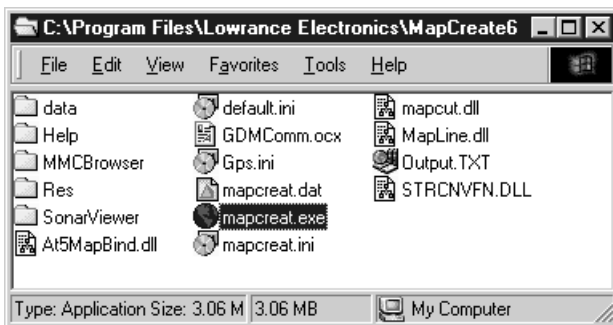 C:\Program Files\Lowrance Electronics\MapCreate6
File Edit View Favorites Tools Help
data
Help
MMCBrowser
Res
SonarViewer
At5MapBind.dll
default.ini
GDMComm.ocx
Gps.ini
mapcreat.dat
mapcreat.exe
mapcreat.ini
mapcut.dll
MapLine.dll
Output.TXT
STRCNVFN.DLL
Type: Application Size: 3.06 M 3.06 MB My Computer